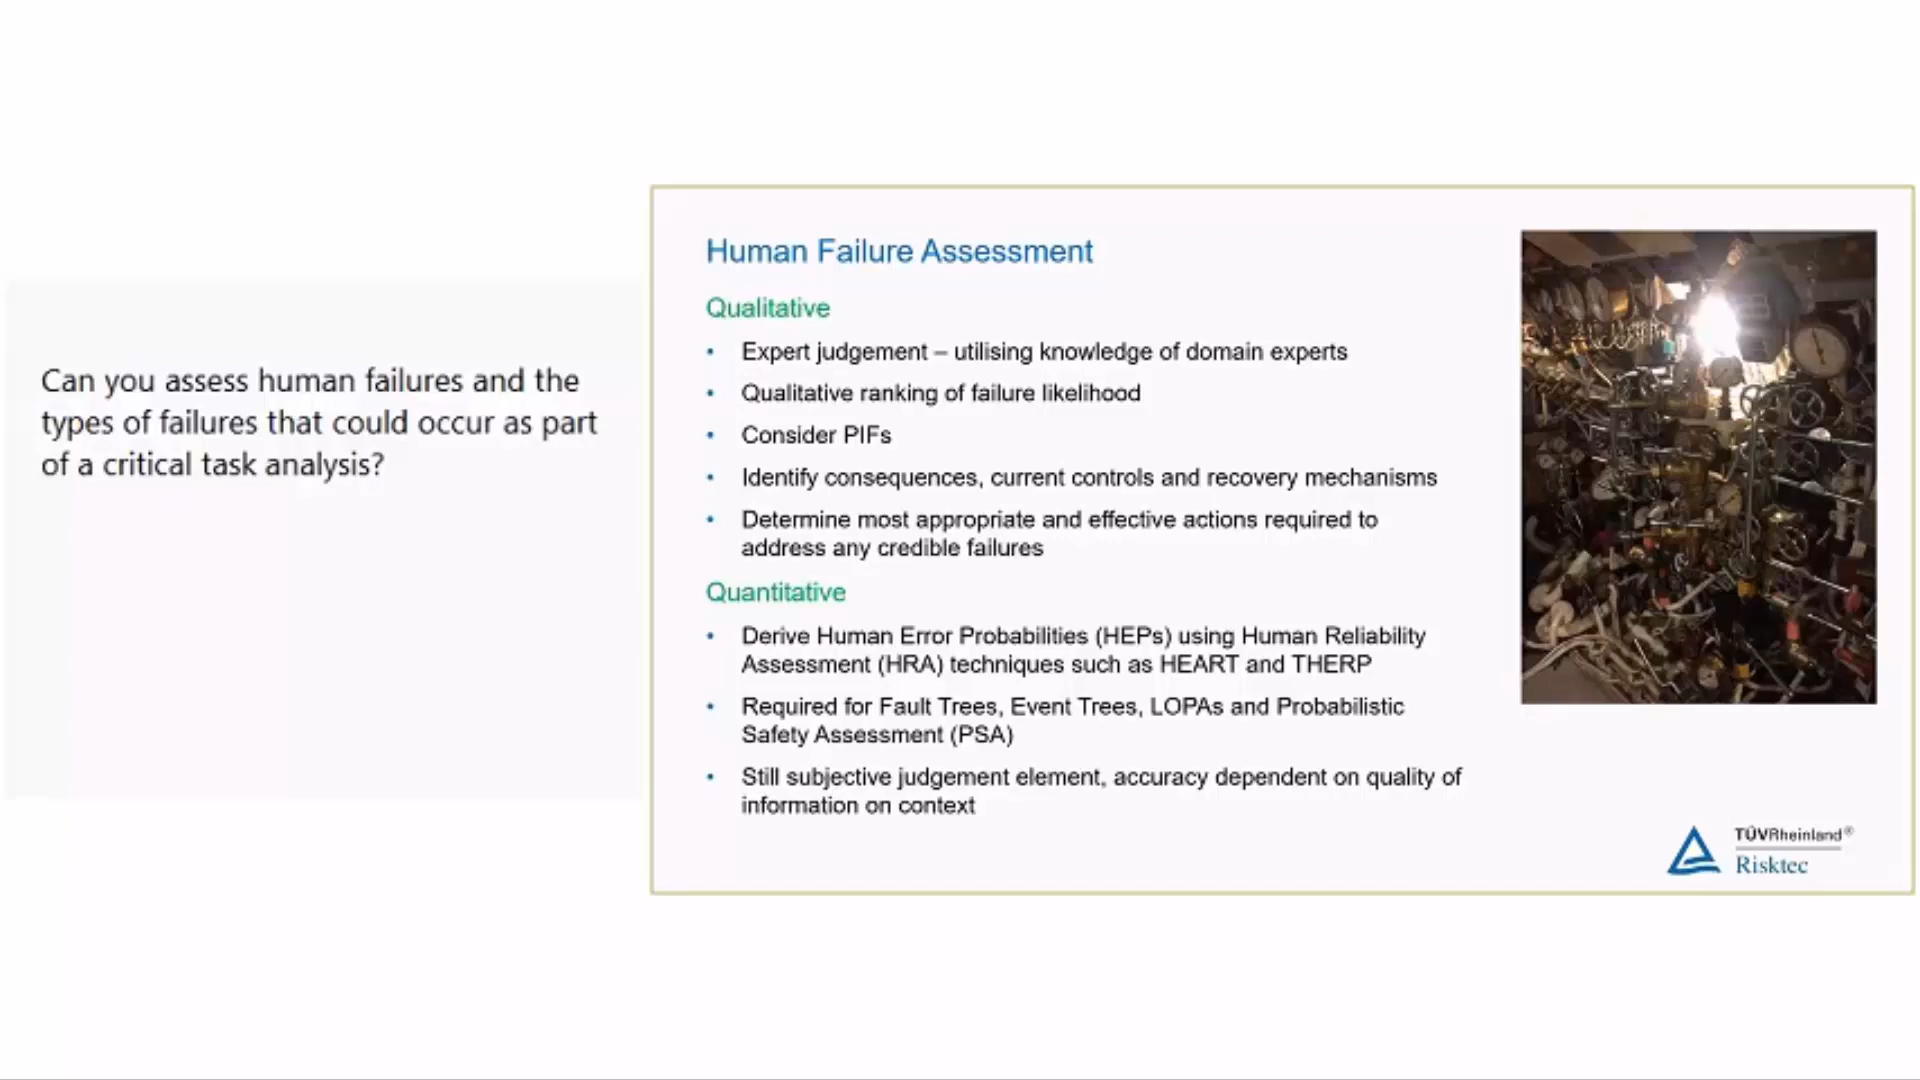 Can you assess human failures and the
types of failures that could occur as part
of a critical task analysis?
Human Failure Assessment
Qualitative
• Expert judgement – utilising knowledge of domain experts
• Qualitative ranking of failure likelihood
• Consider PIFs
• Identify consequences, current controls and recovery mechanisms
• Determine most appropriate and effective actions required to
address any credible failures
Quantitative
• Derive Human Error Probabilities (HEPs) using Human Reliability
Assessment (HRA) techniques such as HEART and THERP
• Required for Fault Trees, Event Trees, LOPAs and Probabilistic
Safety Assessment (PSA)
• Still subjective judgement element, accuracy dependent on quality of
information on context
TÜVRheinland®
Risktec